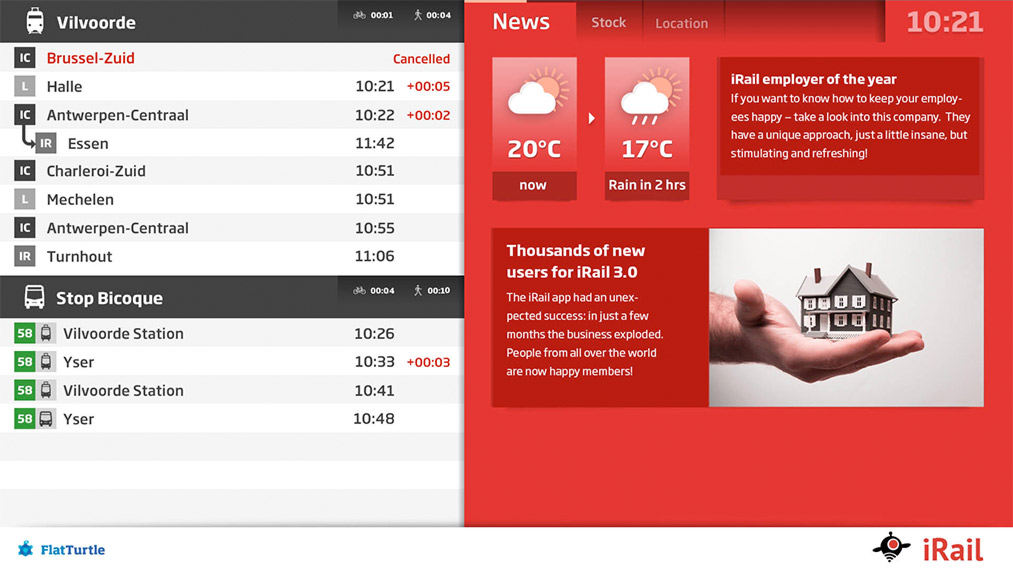 Vilvoorde 00:01 00:04
IC Brussel-Zuid Cancelled
L Halle 10:21 +00:05
IC Antwerpen-Centraal 10:22 +00:02
IR Essen 11:42
IC Charleroi-Zuid 10:51
L Mechelen 10:51
IC Antwerpen-Centraal 10:55
IR Turnhout 11:06
Stop Bicoque 00:04 00:10
58 Vilvoorde Station 10:26
58 Yser 10:33 +00:03
58 Vilvoorde Station 10:41
58 Yser 10:48
FlatTurtle
News Stock Location 10:21
20°C
now
17°C
Rain in 2 hrs
iRail employer of the year
If you want to know how to keep your employ-
ees happy – take a look into this company. They
have a unique approach, just a little insane, but
stimulating and refreshing!
Thousands of new
users for iRail 3.0
The iRail app had an unex-
pected success: in just a few
months the business exploded.
People from all over the world
are now happy members!
iRail